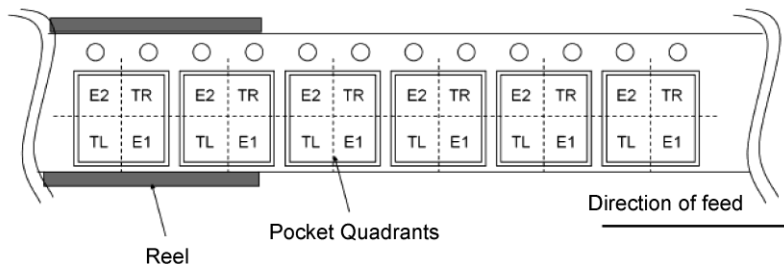 E2 TR E2 TR E2 TR E2 TR E2 TR E2 TR
TL E1 TL E1 TL E1 TL E1 TL E1 TL E1
Direction of feed
Pocket Quadrants
Reel